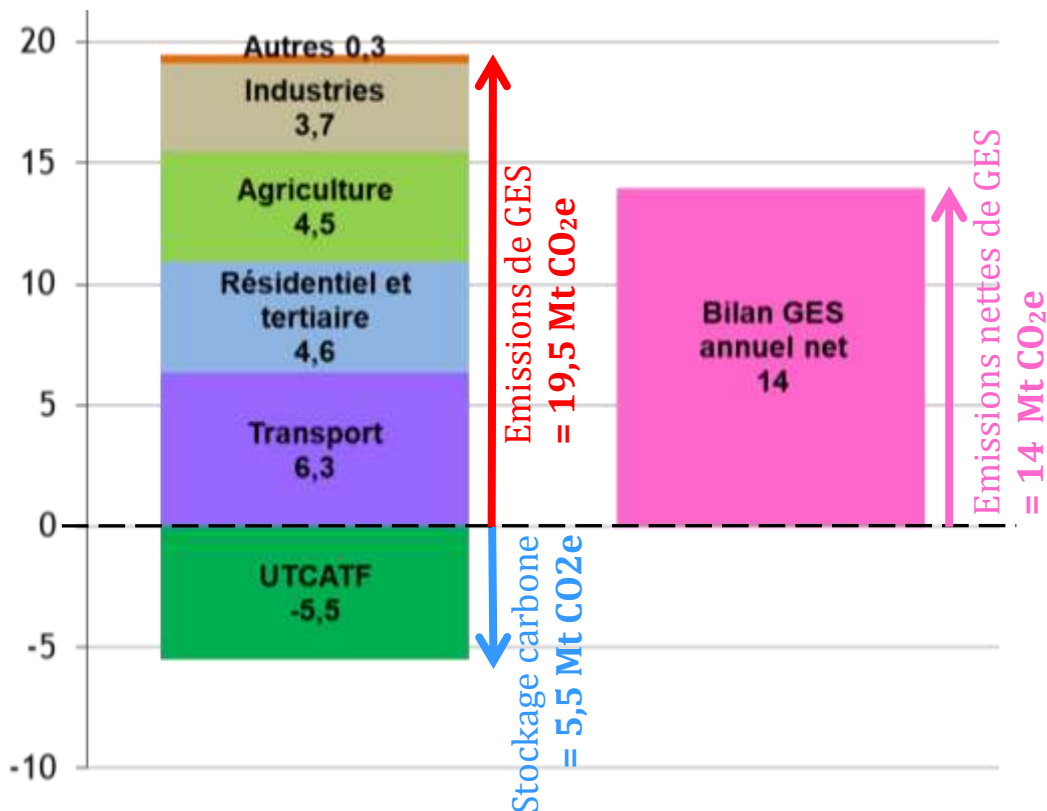 20
15
10
5
0
-5
-10
Autres 0,3
Industries
3,7
Agriculture
4,5
Résidentiel et
tertiaire
4,6
Transport
6,3
UTCATF
-5,5
Emissions de GES
= 19,5 Mt CO₂e
Stockage carbone
= 5,5 Mt CO2e
Bilan GES
annuel net
14
Emissions nettes de GES
= 14 Mt CO₂e